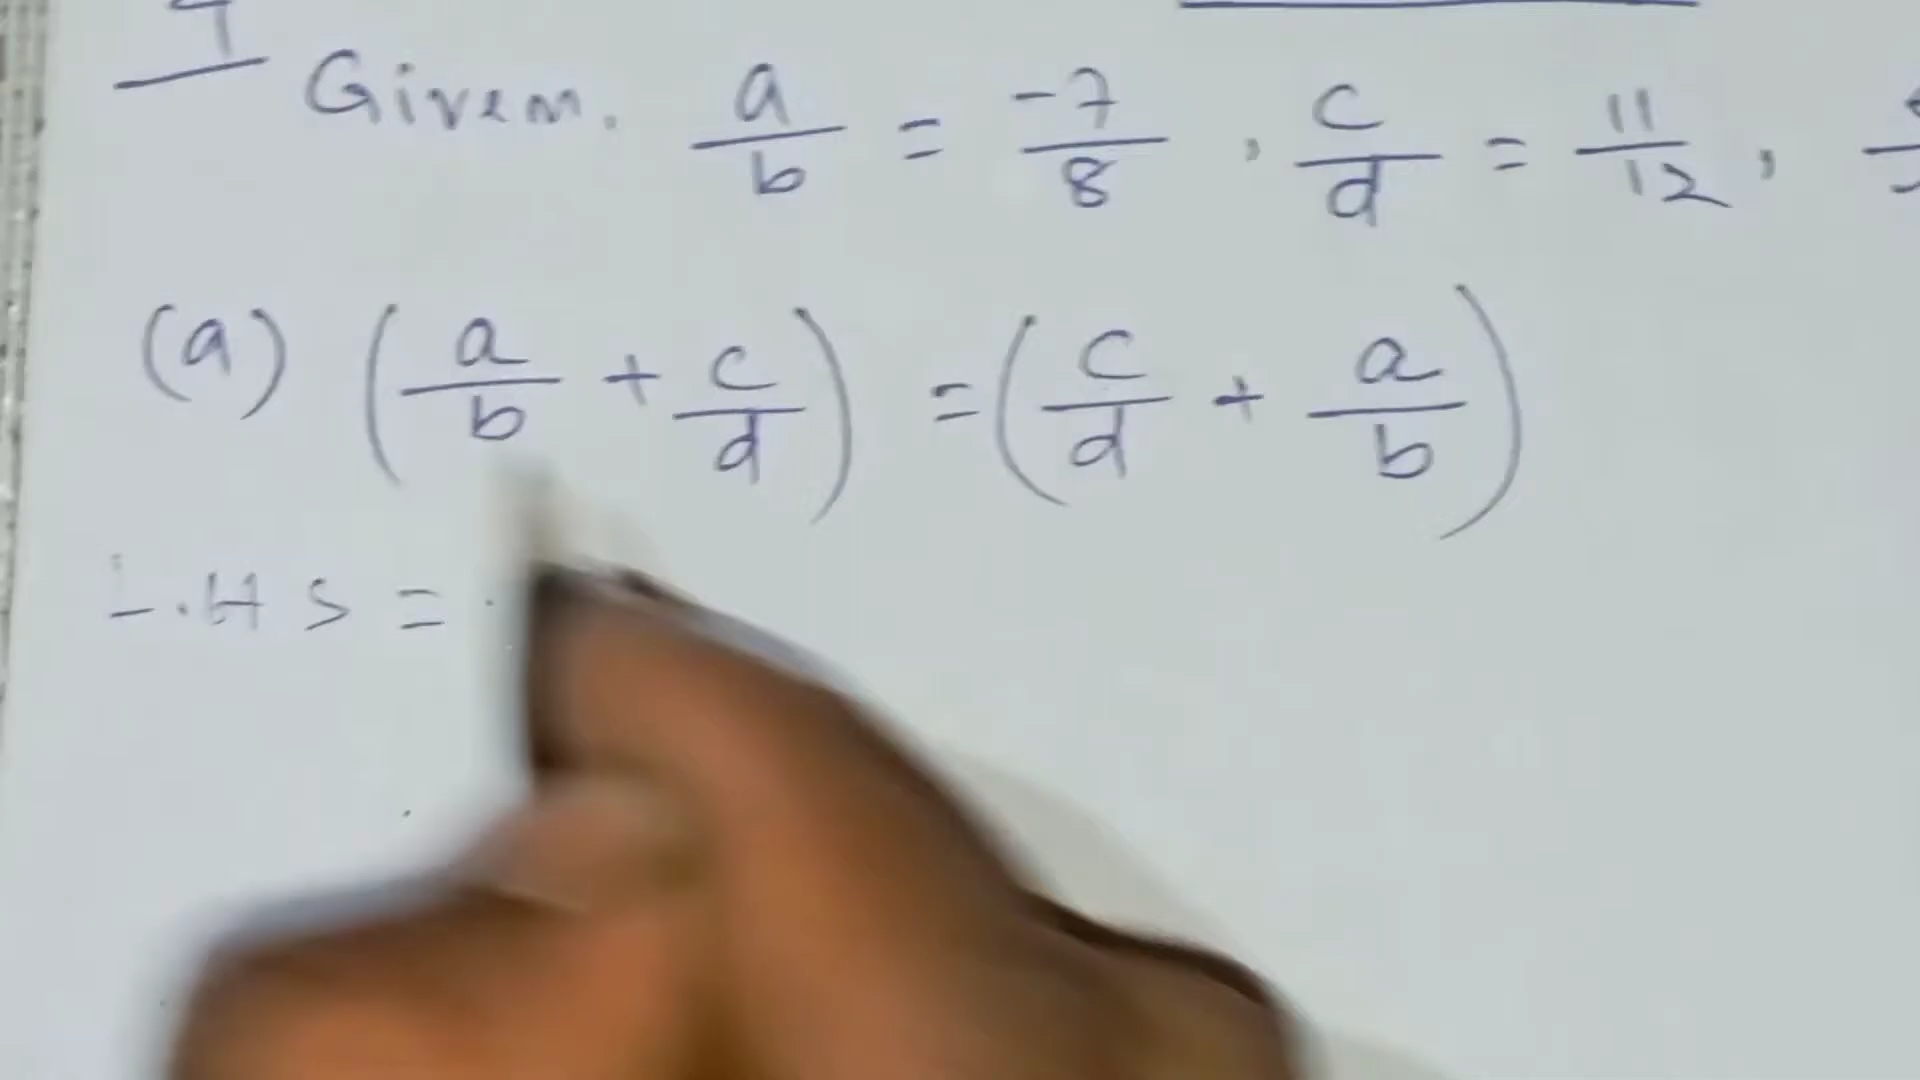 Given. a/b = -7/8, c/d = 11/12,
(a) (a/b + c/d) = (c/d + a/b)
L.H S =